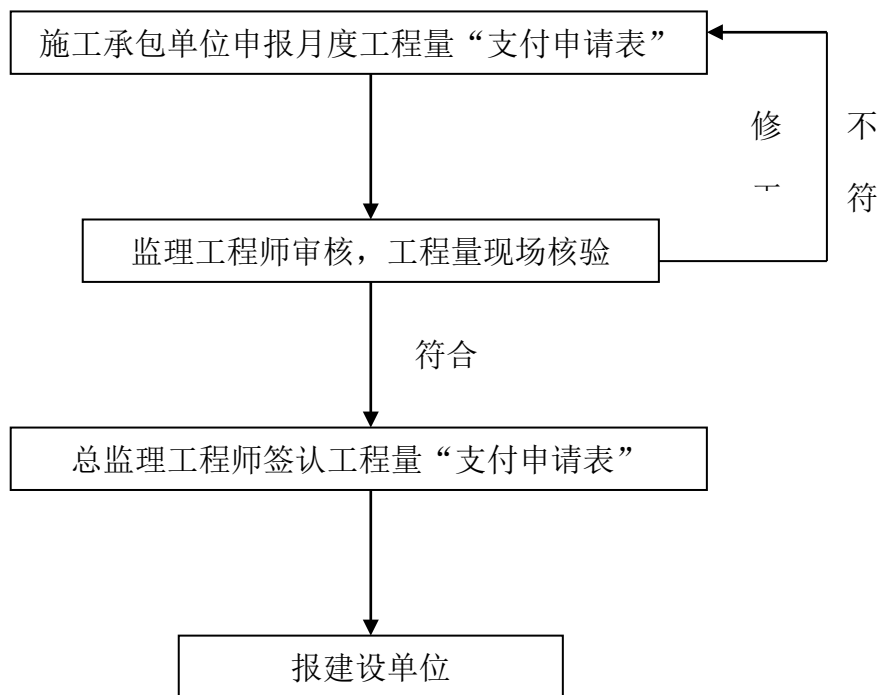 施工承包单位申报月度工程量“支付申请表”
修
不
符
监理工程师审核，工程量现场核验
符合
总监理工程师签认工程量“支付申请表”
报建设单位